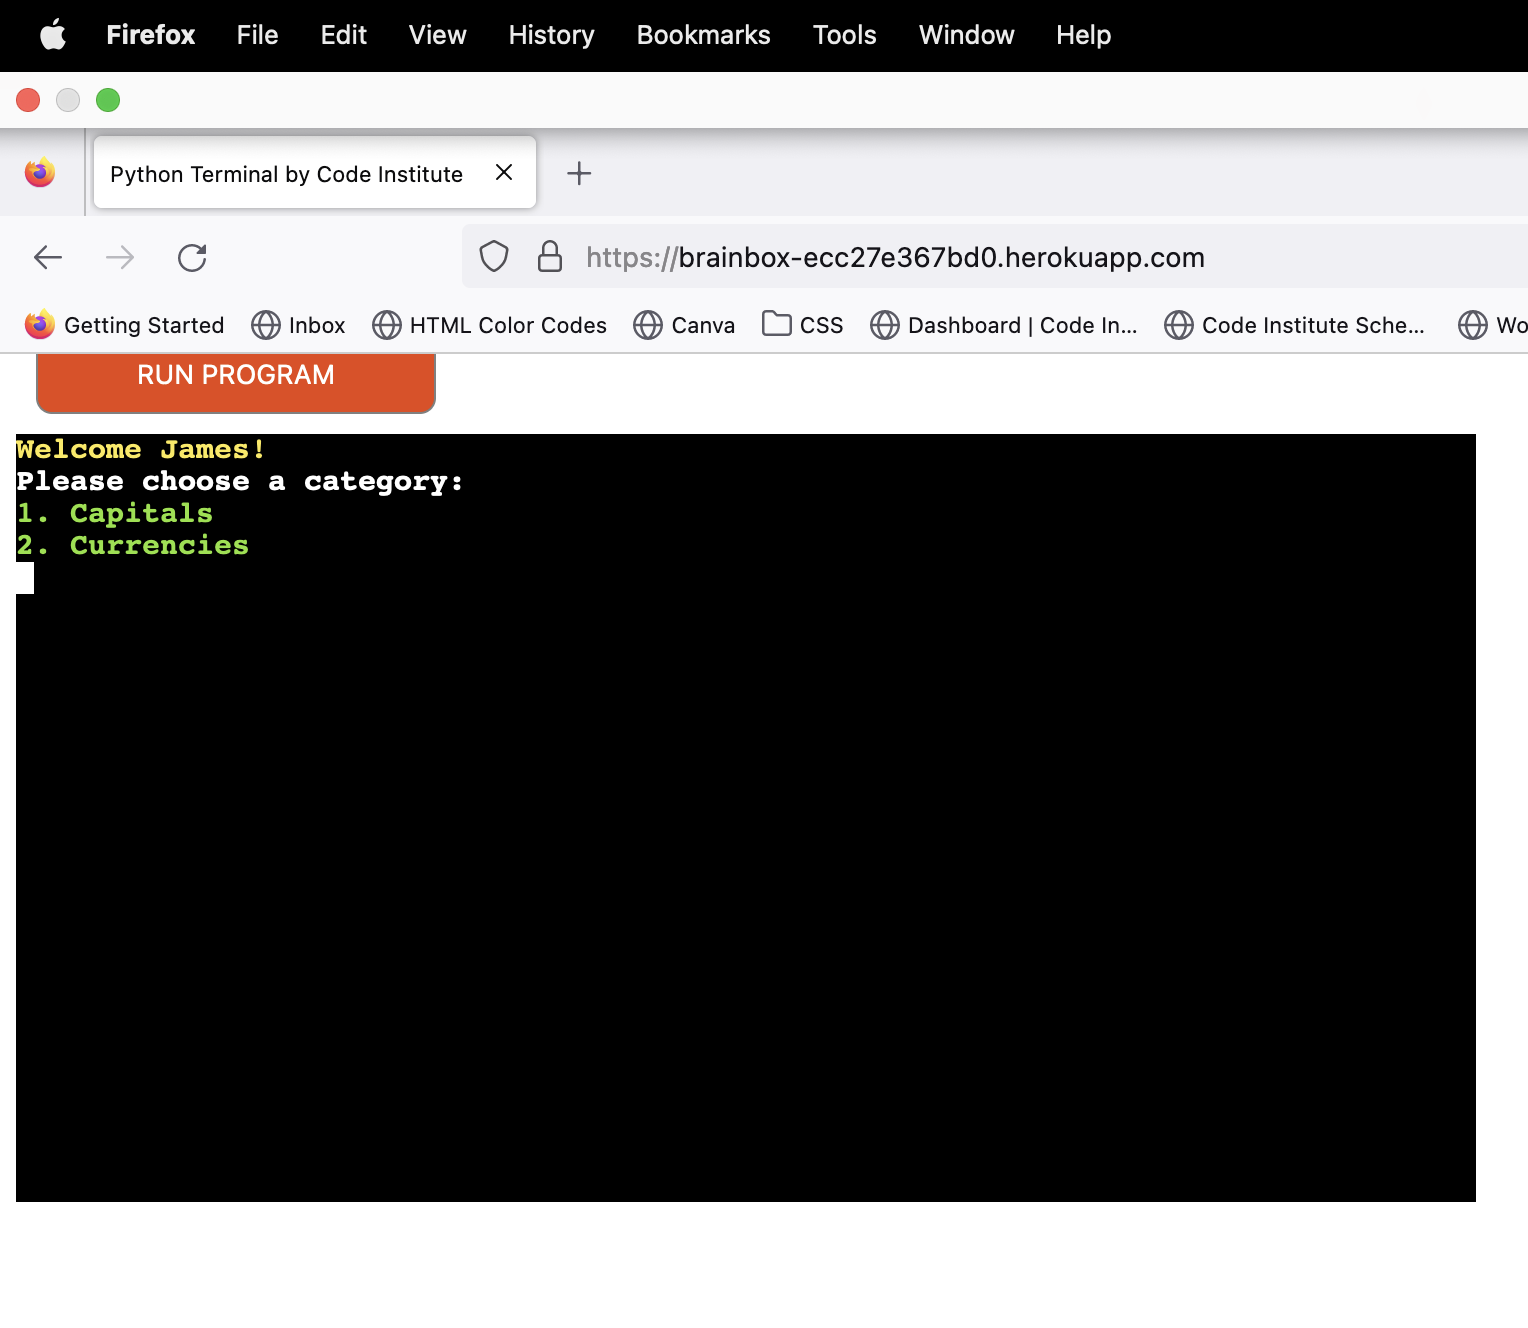 Firefox File Edit View History Bookmarks Tools Window Help
Python Terminal by Code Institute
https://brainbox-ecc27e367bd0.herokuapp.com
Getting Started Inbox HTML Color Codes Canva CSS Dashboard | Code In... Code Institute Sche... Wo
RUN PROGRAM
Welcome James!
Please choose a category:
1. Capitals
2. Currencies